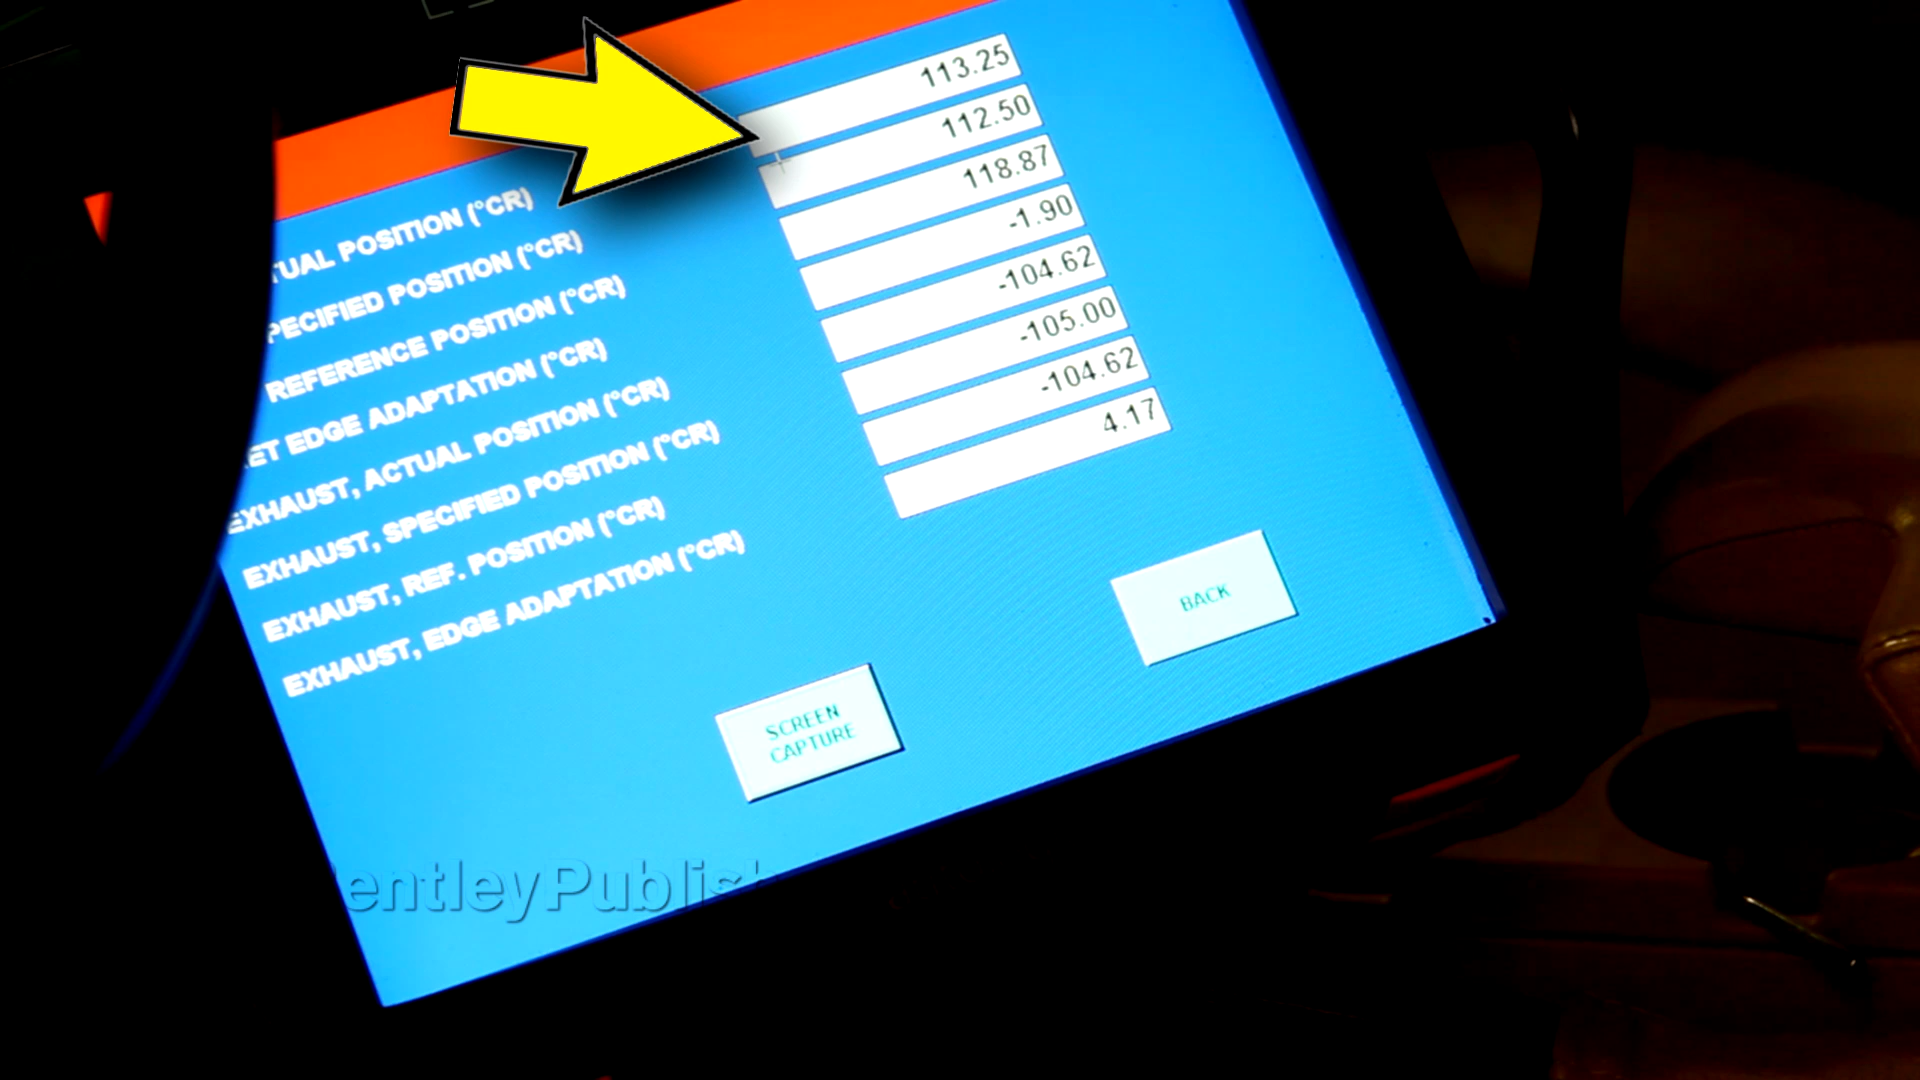 TUAL POSITION (°CR) 113.25
PECIFIED POSITION (°CR) 112.50
REFERENCE POSITION (°CR) 118.87
ET EDGE ADAPTATION (°CR) -1.90
EXHAUST, ACTUAL POSITION (°CR) -104.62
EXHAUST, SPECIFIED POSITION (°CR) -105.00
EXHAUST, REF. POSITION (°CR) -104.62
EXHAUST, EDGE ADAPTATION (°CR) 4.17
BACK
SCREEN
CAPTURE
entleyPublis